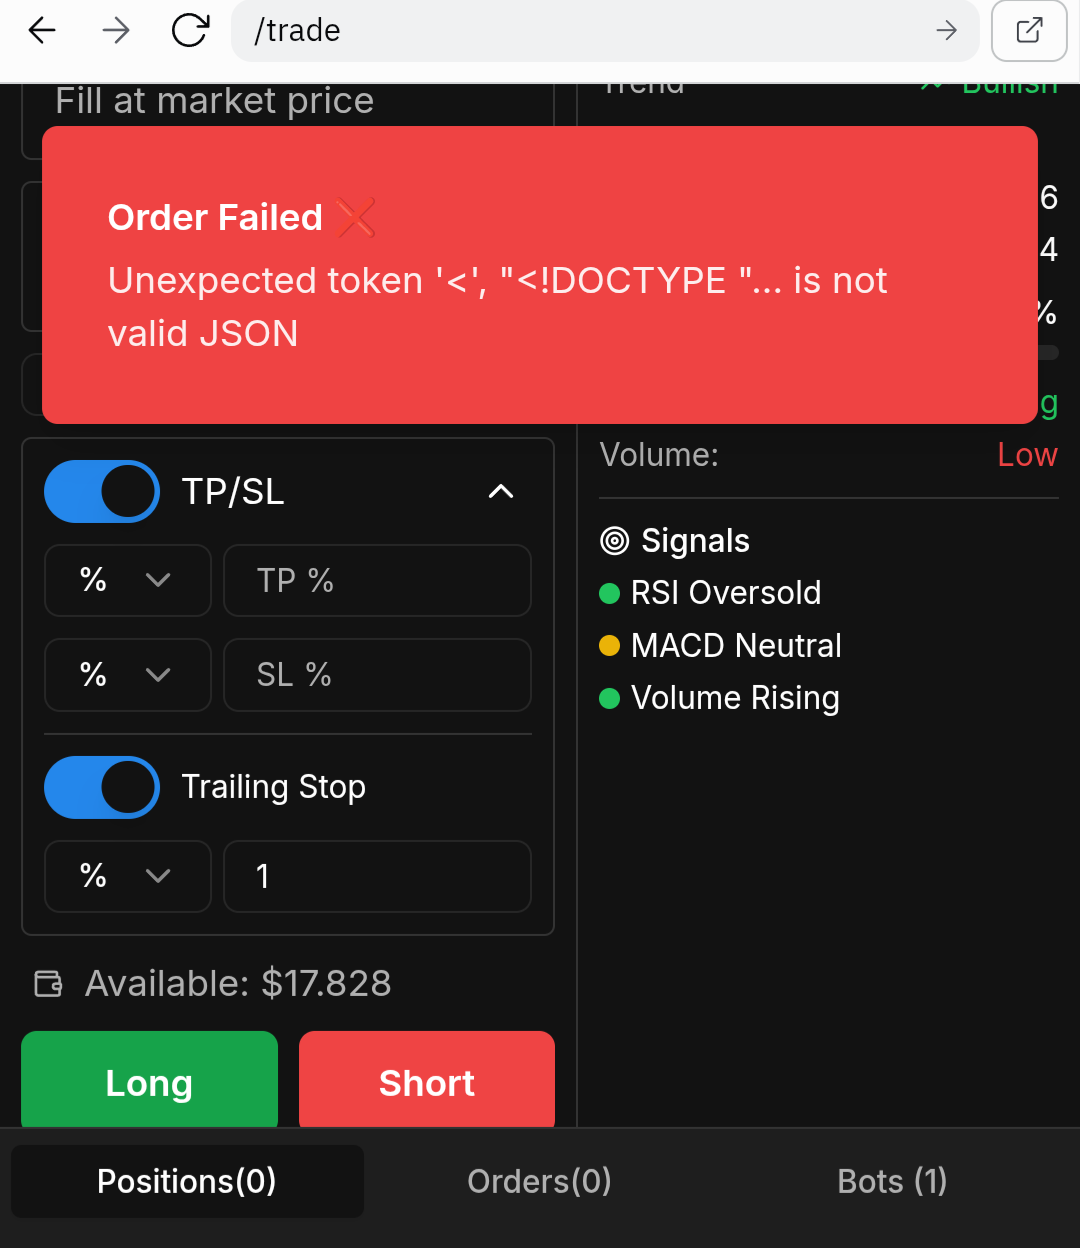 /trade
Fill at market price
Trend
Bullish
Order Failed ❌
Unexpected token '<', "<!DOCTYPE "... is not
valid JSON
6
4
%
g
Volume:
Low
TP/SL
Signals
% TP %
RSI Oversold
MACD Neutral
% SL %
Volume Rising
Trailing Stop
% 1
Available: $17.828
Long
Short
Positions(0)
Orders(0)
Bots (1)